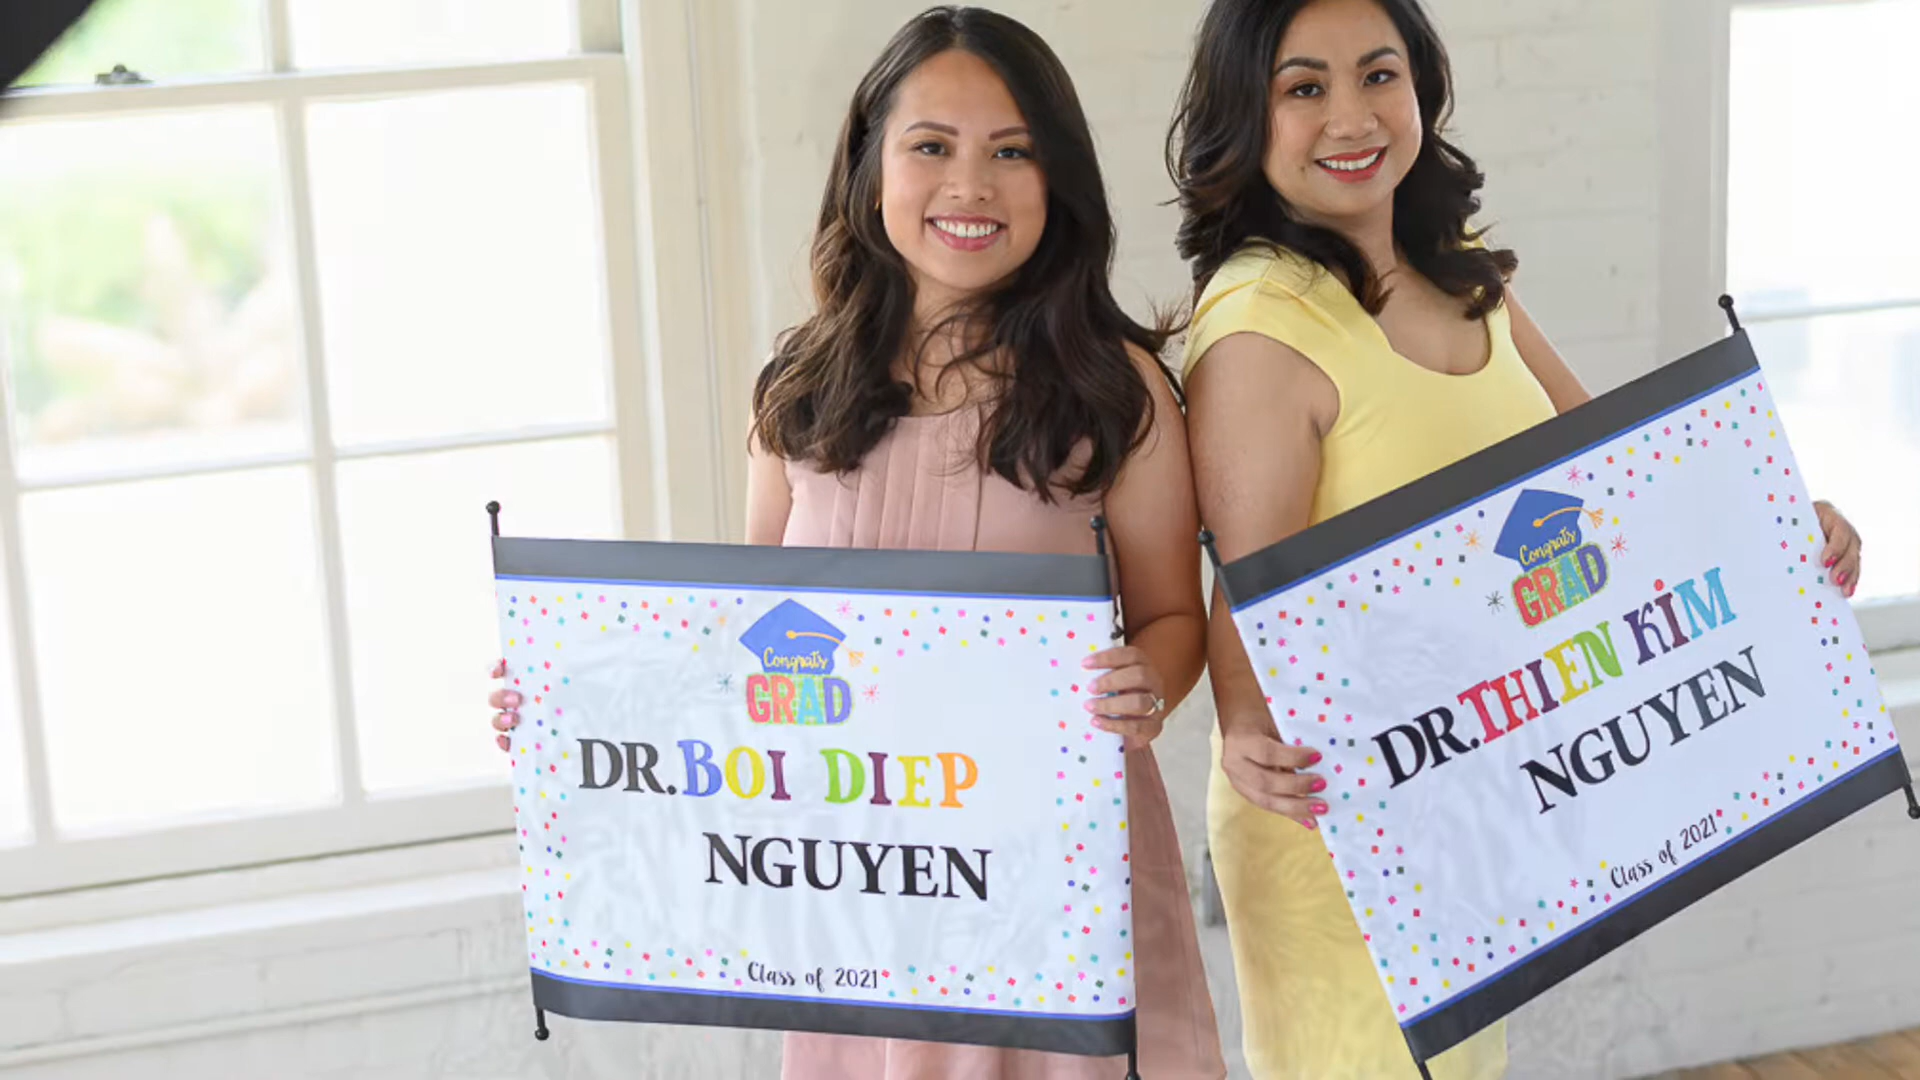 Congrats
GRAD
DR.BOI DIEP
NGUYEN
Class of 2021
Congrats
GRAD
DR.THIEN KIM
NGUYEN
Class of 2021